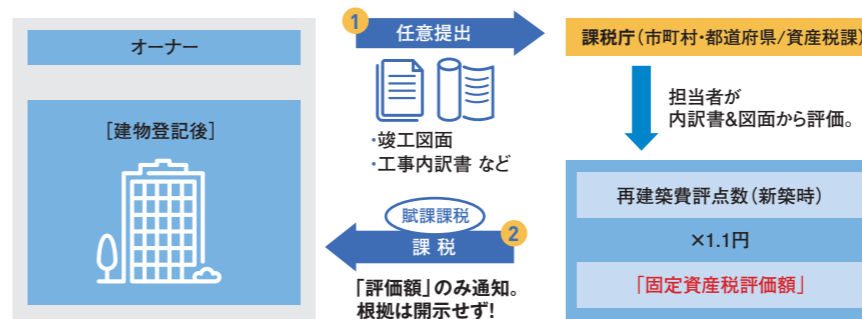 オーナー
[建物登記後]
1
任意提出
・竣工図面
・工事内訳書 など
賦課課税
課 税
2
「評価額」のみ通知。
根拠は開示せず!
課税庁(市町村・都道府県/資産税課)
担当者が
内訳書&図面から評価。
再建築費評点数(新築時)
×1.1円
「固定資産税評価額」